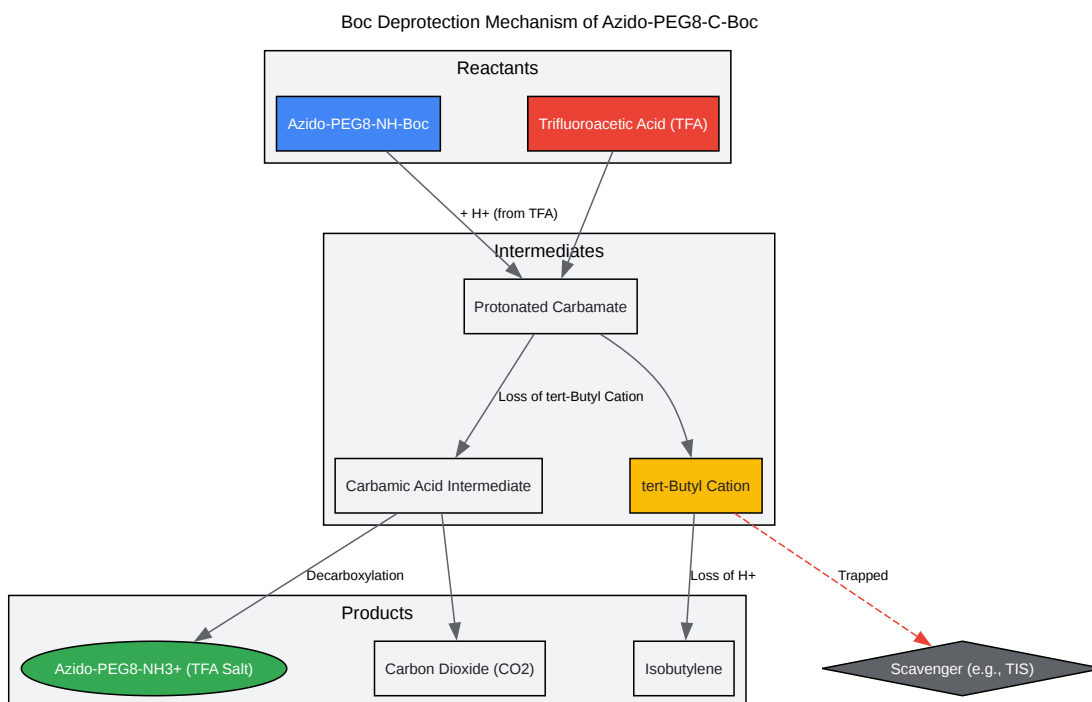 Boc Deprotection Mechanism of Azido-PEG8-C-Boc
Reactants
Azido-PEG8-NH-Boc
Trifluoroacetic Acid (TFA)
+ H+ (from TFA)
Intermediates
Protonated Carbamate
Loss of tert-Butyl Cation
Carbamic Acid Intermediate
tert-Butyl Cation
Decarboxylation
Loss of H+
Trapped
Products
Azido-PEG8-NH3+ (TFA Salt)
Carbon Dioxide (CO2)
Isobutylene
Scavenger (e.g., TIS)